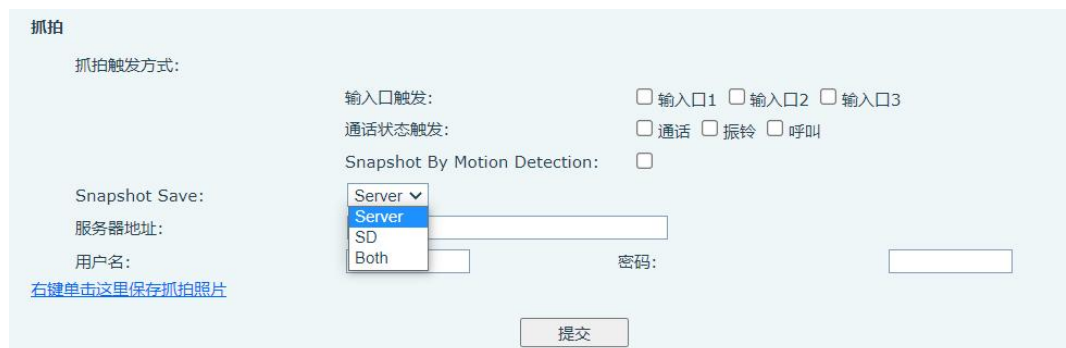 抓拍
抓拍触发方式:
输入口触发: 输入口1 输入口2 输入口3
通话状态触发: 通话 振铃 呼叫
Snapshot By Motion Detection:
Snapshot Save: Server
Server
服务器地址:
SD
Both
用户名: 密码:
右键单击这里保存抓拍照片
提交